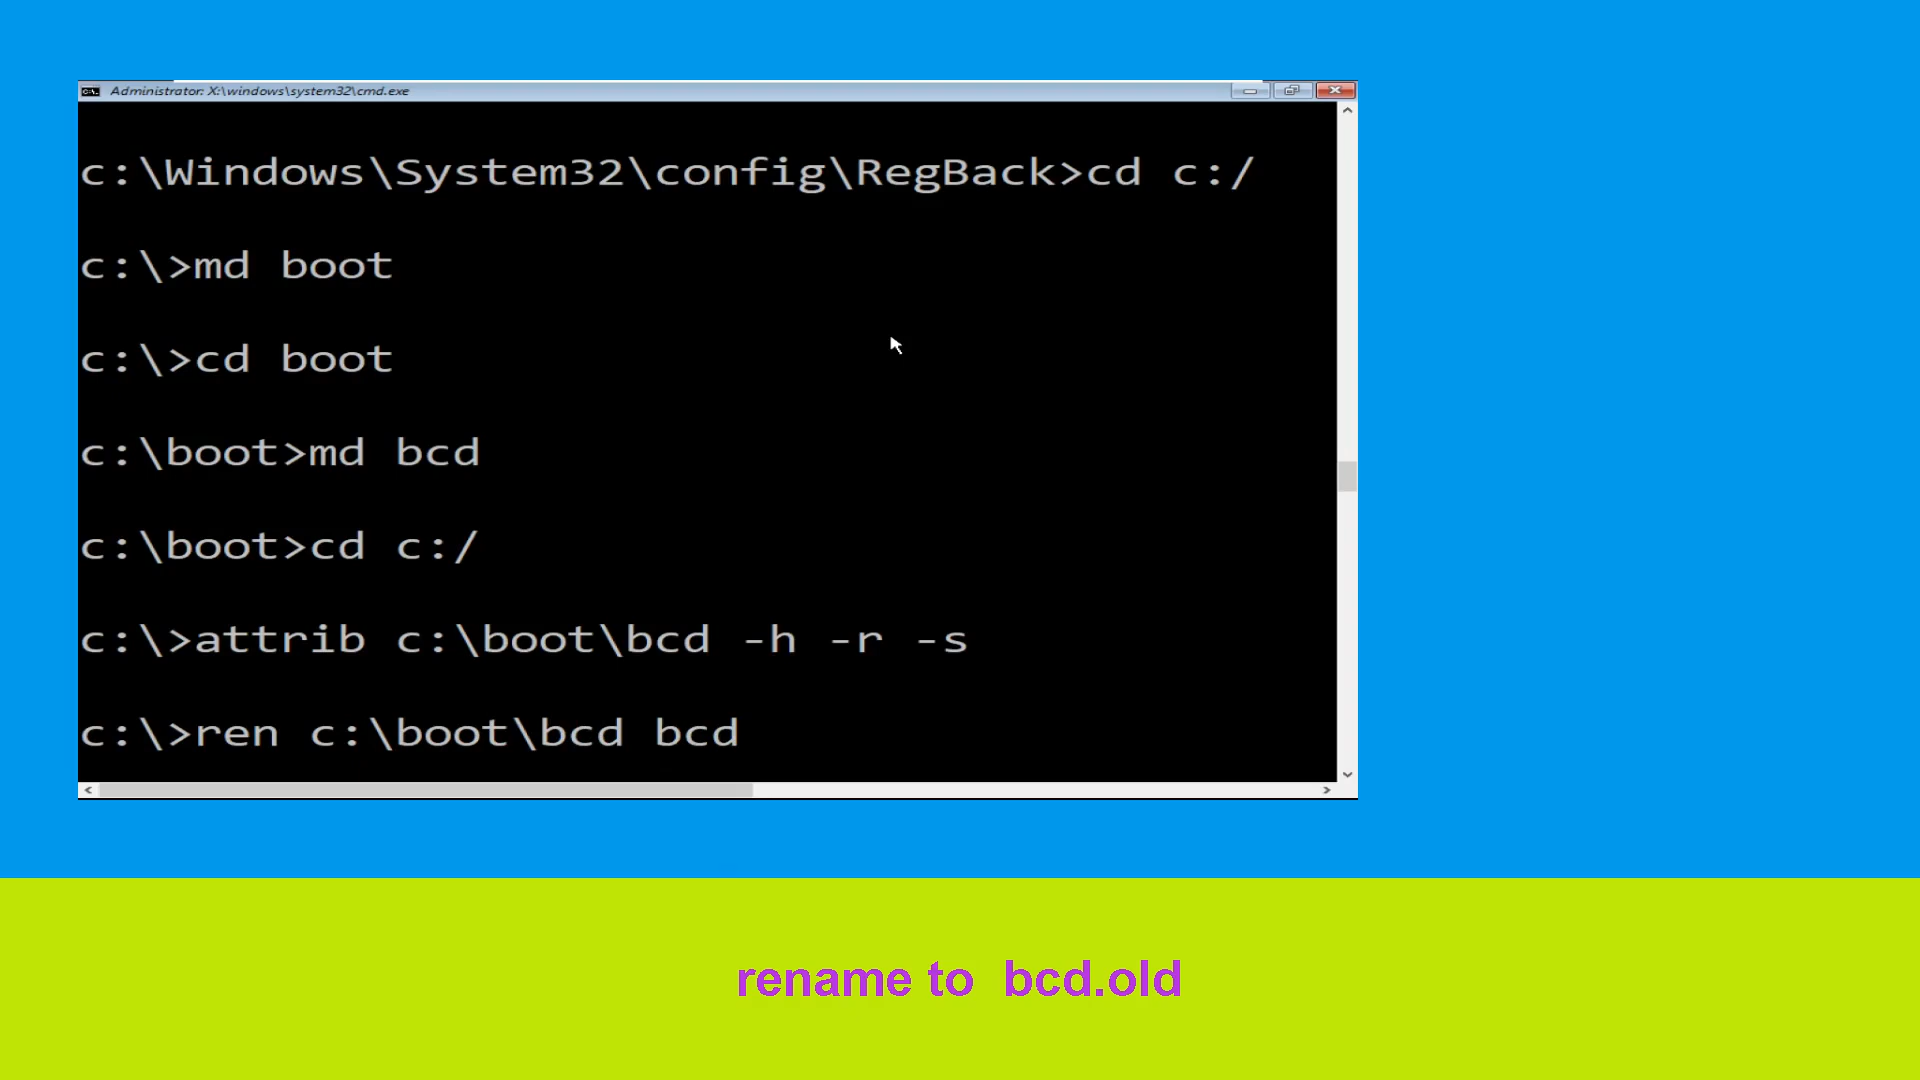 Administrator: X:\windows\system32\cmd.exe
c:\Windows\System32\config\RegBack>cd c:/
c:\>md boot
c:\>cd boot
c:\boot>md bcd
c:\boot>cd c:/
c:\>attrib c:\boot\bcd -h -r -s
c:\>ren c:\boot\bcd bcd
rename to  bcd.old